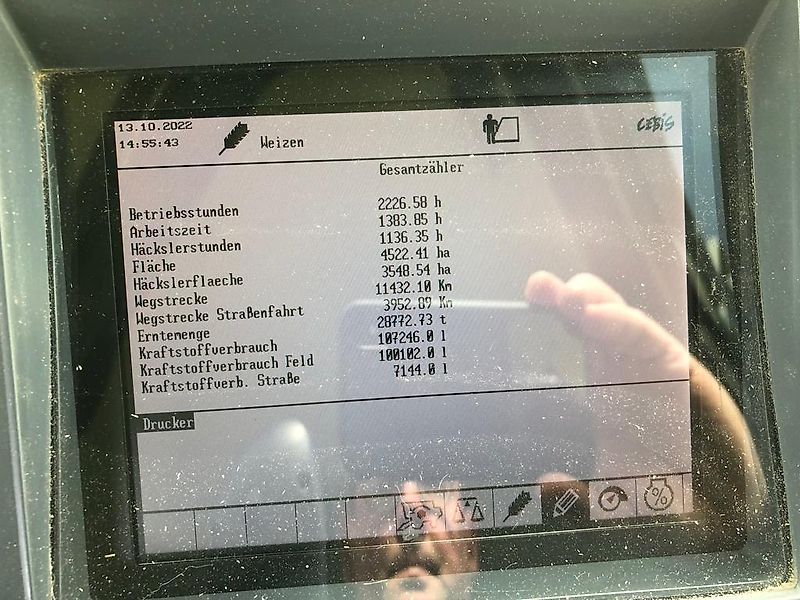 13.10.2022
14:55:43
Weizen
CEBIS
Gesantzähler
Betriebsstunden 2226.58 h
Arbeitszeit 1383.85 h
Häckslerstunden 1136.35 h
Fläche 4522.41 ha
Häckslerflaeche 3548.54 ha
Wegstrecke 11432.10 Km
Wegstrecke Straßenfahrt 3952.89 Km
Erntemenge 28772.73 t
Kraftstoffverbrauch 107246.0 l
Kraftstoffverbrauch Feld 100102.0 l
Kraftstoffverb. Straße 7144.0 l
Drucker
%